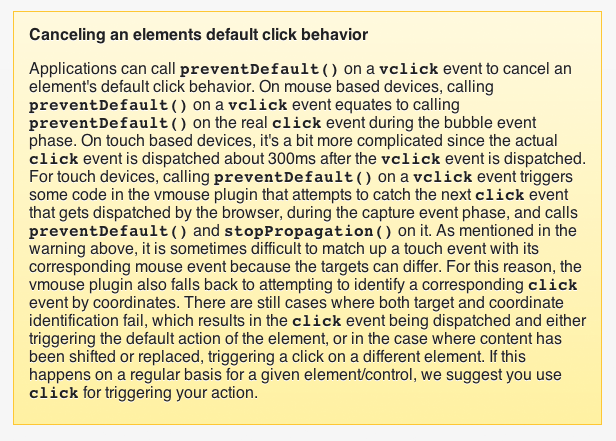 Canceling an elements default click behavior
Applications can call preventDefault() on a vclick event to cancel an
element's default click behavior. On mouse based devices, calling
preventDefault() on a vclick event equates to calling
preventDefault() on the real click event during the bubble event
phase. On touch based devices, it's a bit more complicated since the actual
click event is dispatched about 300ms after the vclick event is dispatched.
For touch devices, calling preventDefault() on a vclick event triggers
some code in the vmouse plugin that attempts to catch the next click event
that gets dispatched by the browser, during the capture event phase, and calls
preventDefault() and stopPropagation() on it. As mentioned in the
warning above, it is sometimes difficult to match up a touch event with its
corresponding mouse event because the targets can differ. For this reason, the
vmouse plugin also falls back to attempting to identify a corresponding click
event by coordinates. There are still cases where both target and coordinate
identification fail, which results in the click event being dispatched and either
triggering the default action of the element, or in the case where content has
been shifted or replaced, triggering a click on a different element. If this
happens on a regular basis for a given element/control, we suggest you use
click for triggering your action.